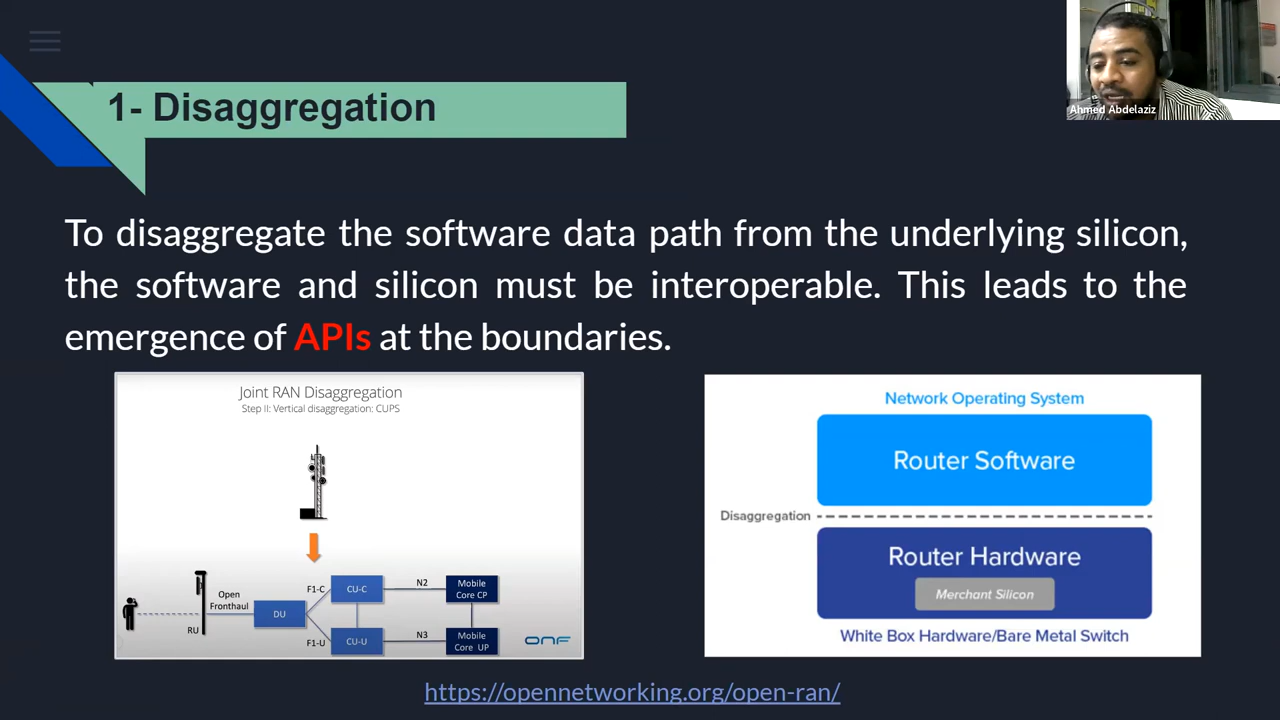 Ahmed Abdelaziz
1- Disaggregation
To disaggregate the software data path from the underlying silicon,
the software and silicon must be interoperable. This leads to the
emergence of APIs at the boundaries.
Joint RAN Disaggregation
Step II: Vertical disaggregation: CUPS
RU
Open
Fronthaul
DU
F1-C
F1-U
CU-C
CU-U
N2
N3
Mobile
Core CP
Mobile
Core UP
ONF
Network Operating System
Router Software
Disaggregation
Router Hardware
Merchant Silicon
White Box Hardware/Bare Metal Switch
https://opennetworking.org/open-ran/